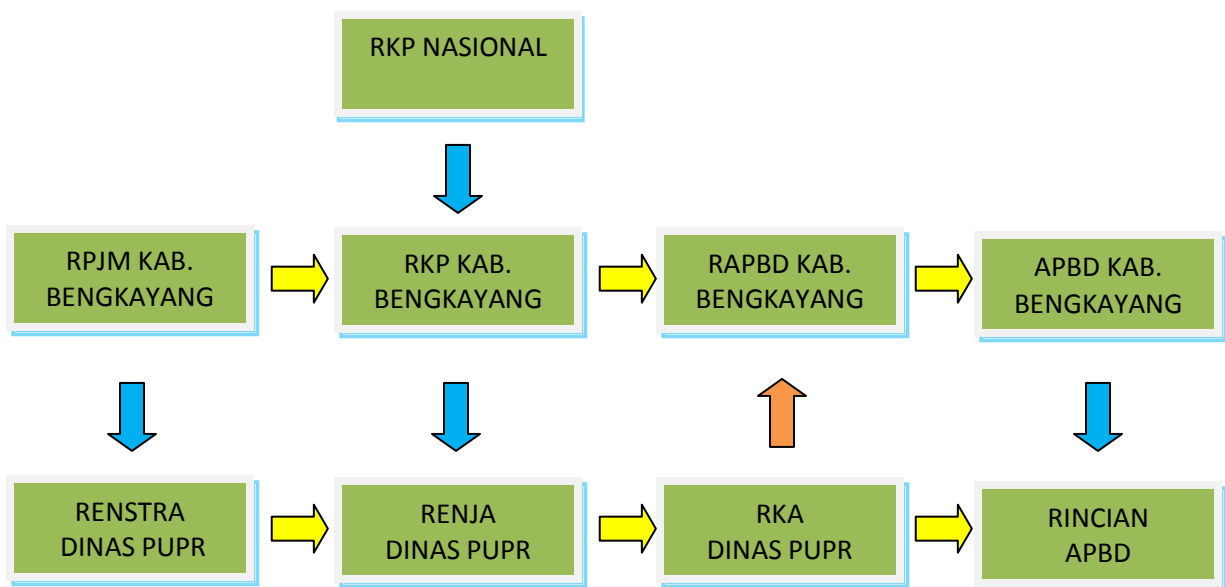 RKP NASIONAL
RPJM KAB.
BENGKAYANG
RKP KAB.
BENGKAYANG
RAPBD KAB.
BENGKAYANG
APBD KAB.
BENGKAYANG
RENSTRA
DINAS PUPR
RENJA
DINAS PUPR
RKA
DINAS PUPR
RINCIAN
APBD